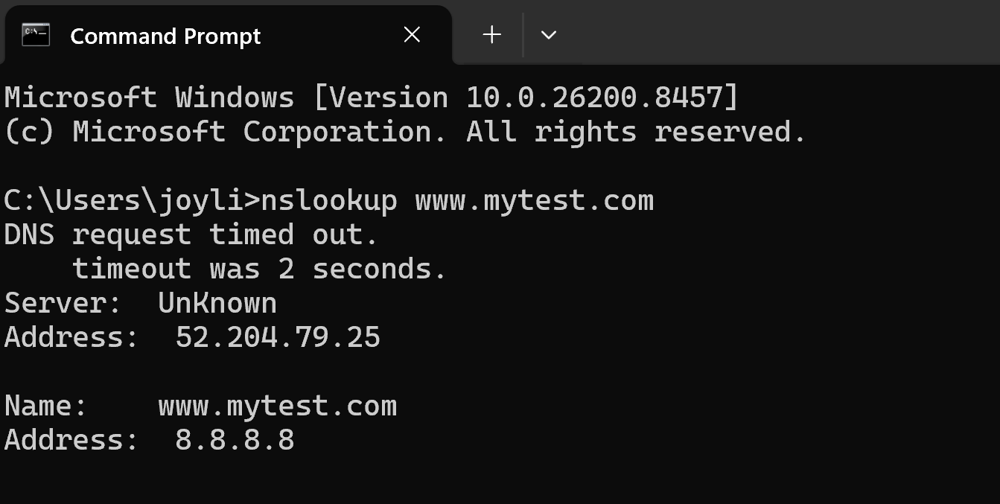 Command Prompt
Microsoft Windows [Version 10.0.26200.8457]
(c) Microsoft Corporation. All rights reserved.
C:\Users\joyli>nslookup www.mytest.com
DNS request timed out.
    timeout was 2 seconds.
Server:  UnKnown
Address:  52.204.79.25
Name:    www.mytest.com
Address:  8.8.8.8